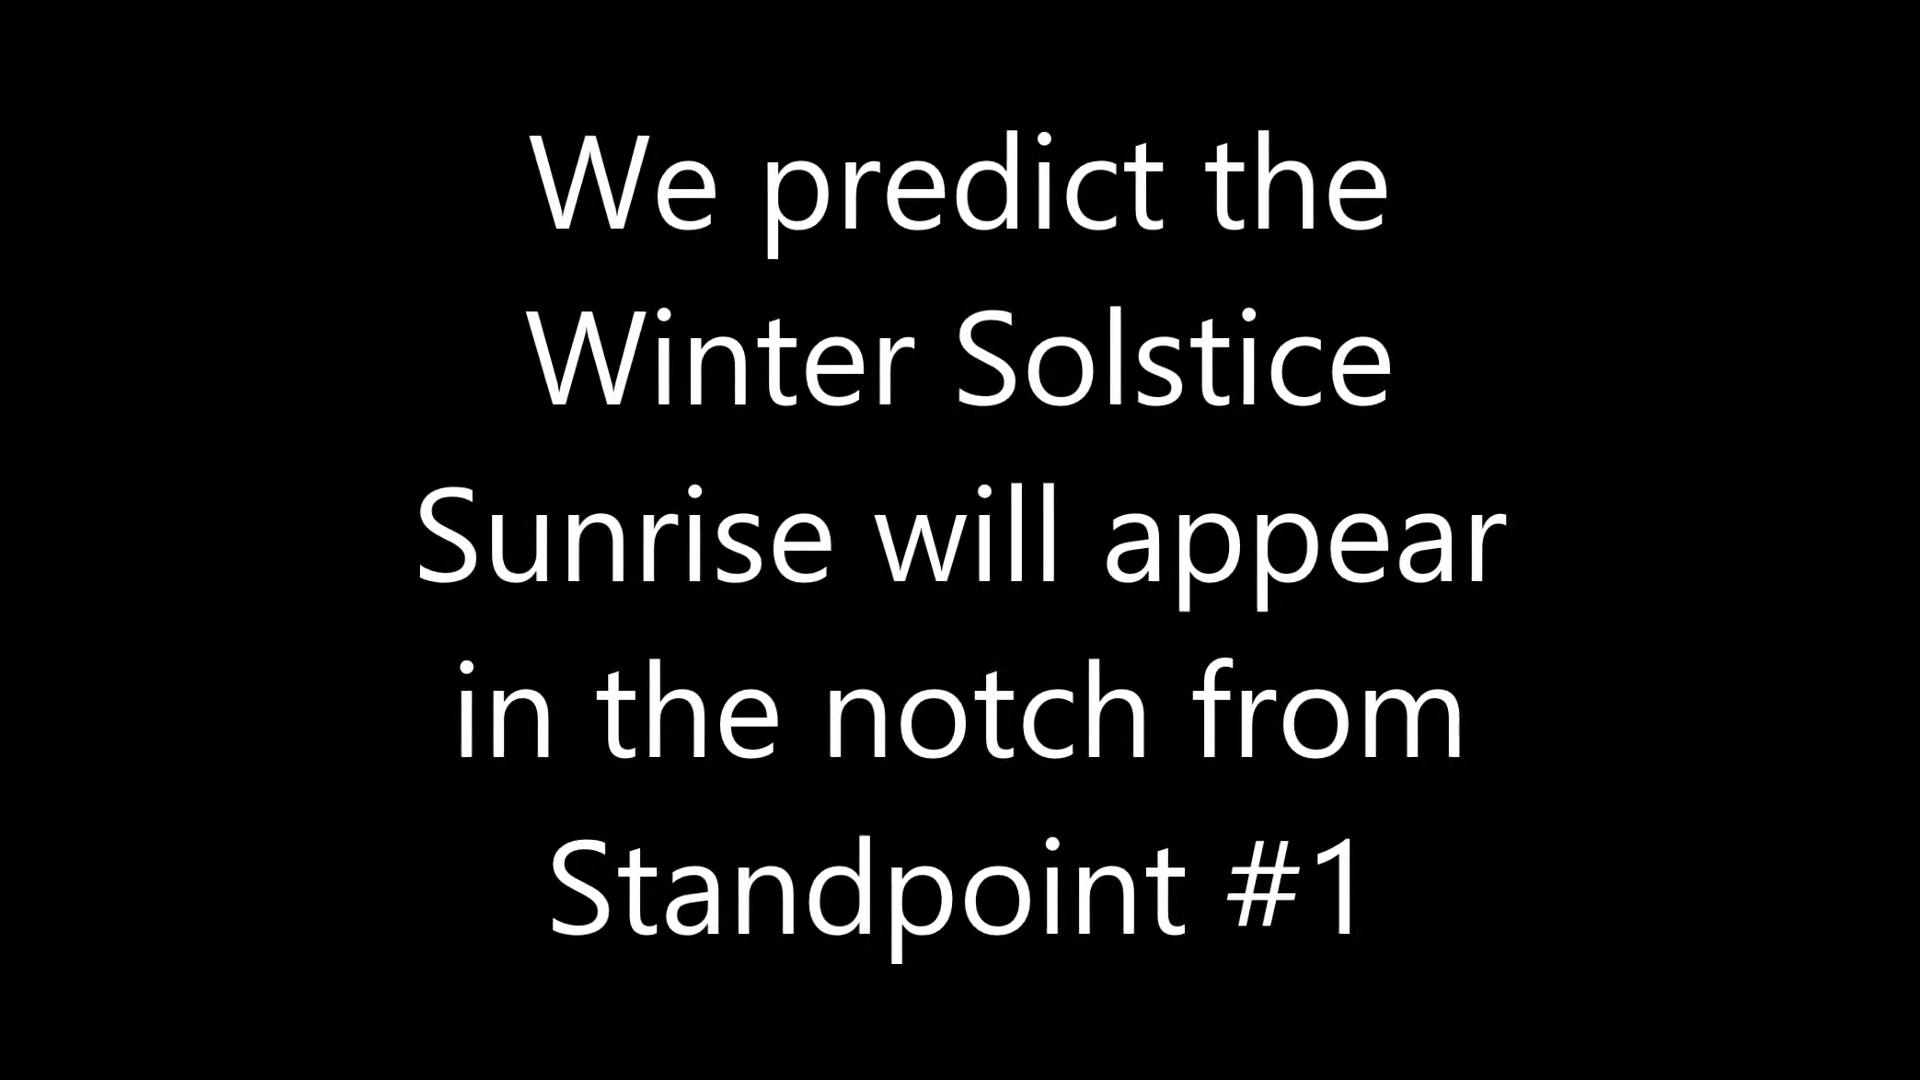 We predict the
Winter Solstice
Sunrise will appear
in the notch from
Standpoint #1